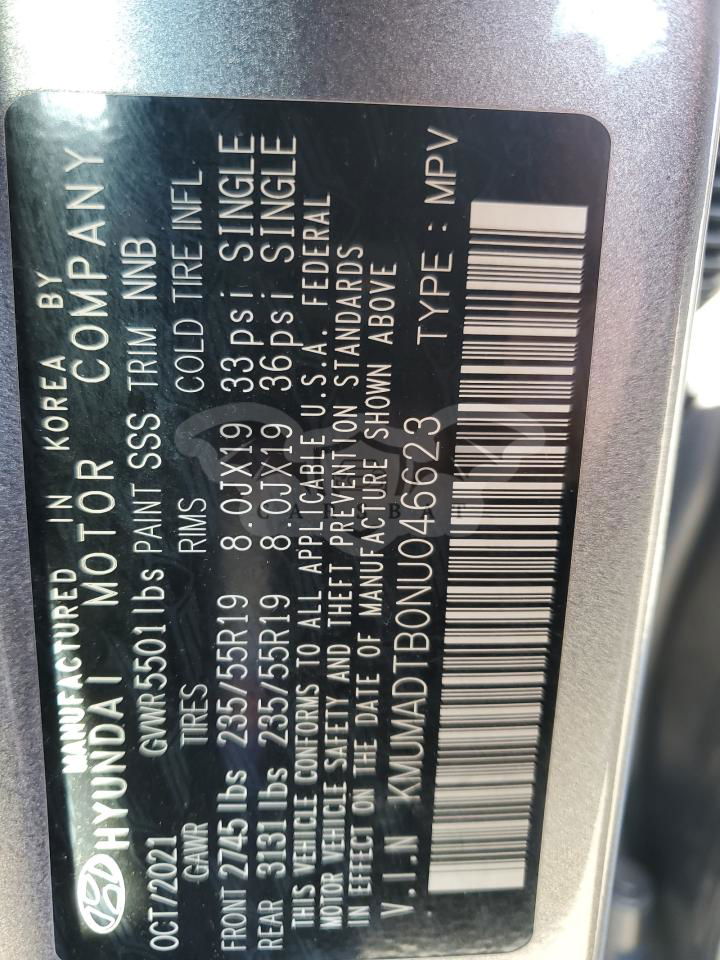 MANUFACTURED IN KOREA BY
HYUNDAI MOTOR COMPANY
OCT/2021 GVWR 5501lbs PAINT SSS TRIM NNB
GAWR TIRES RIMS COLD TIRE INFL
FRONT 2745lbs 235/55R19 8.0JX19 33psi SINGLE
REAR 3131lbs 235/55R19 8.0JX19 36psi SINGLE
THIS VEHICLE CONFORMS TO ALL APPLICABLE U.S.A. FEDERAL
MOTOR VEHICLE SAFETY AND THEFT PREVENTION STANDARDS
IN EFFECT ON THE DATE OF MANUFACTURE SHOWN ABOVE
V.I.N KMUMADTB0NU046623 TYPE : MPV